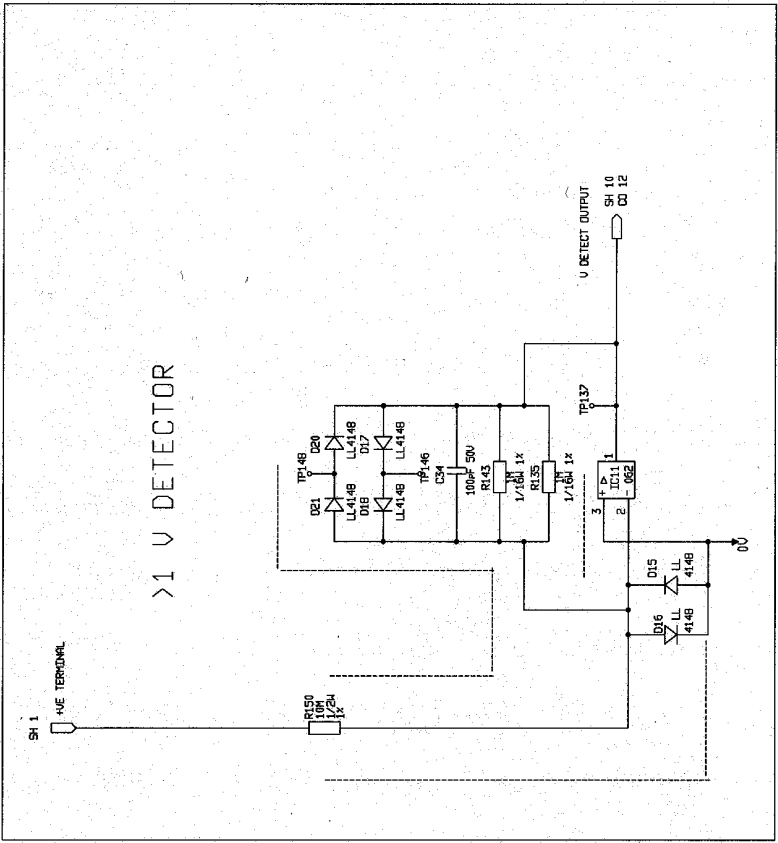 >1 V DETECTOR
SH 1
+VE TERMINAL
R150
10M
1/2W
1%
TP148
D21
LL4148
D20
LL4148
D18
LL4148
D17
LL4148
TP146
C34
100pF 50V
R143
1M
1/16W 1%
R135
1M
1/16W 1%
TP137
V DETECT OUTPUT
SH 10
CO 12
3
+
2
-
1
IC11
062
D16
LL
4148
D15
LL
4148
0V